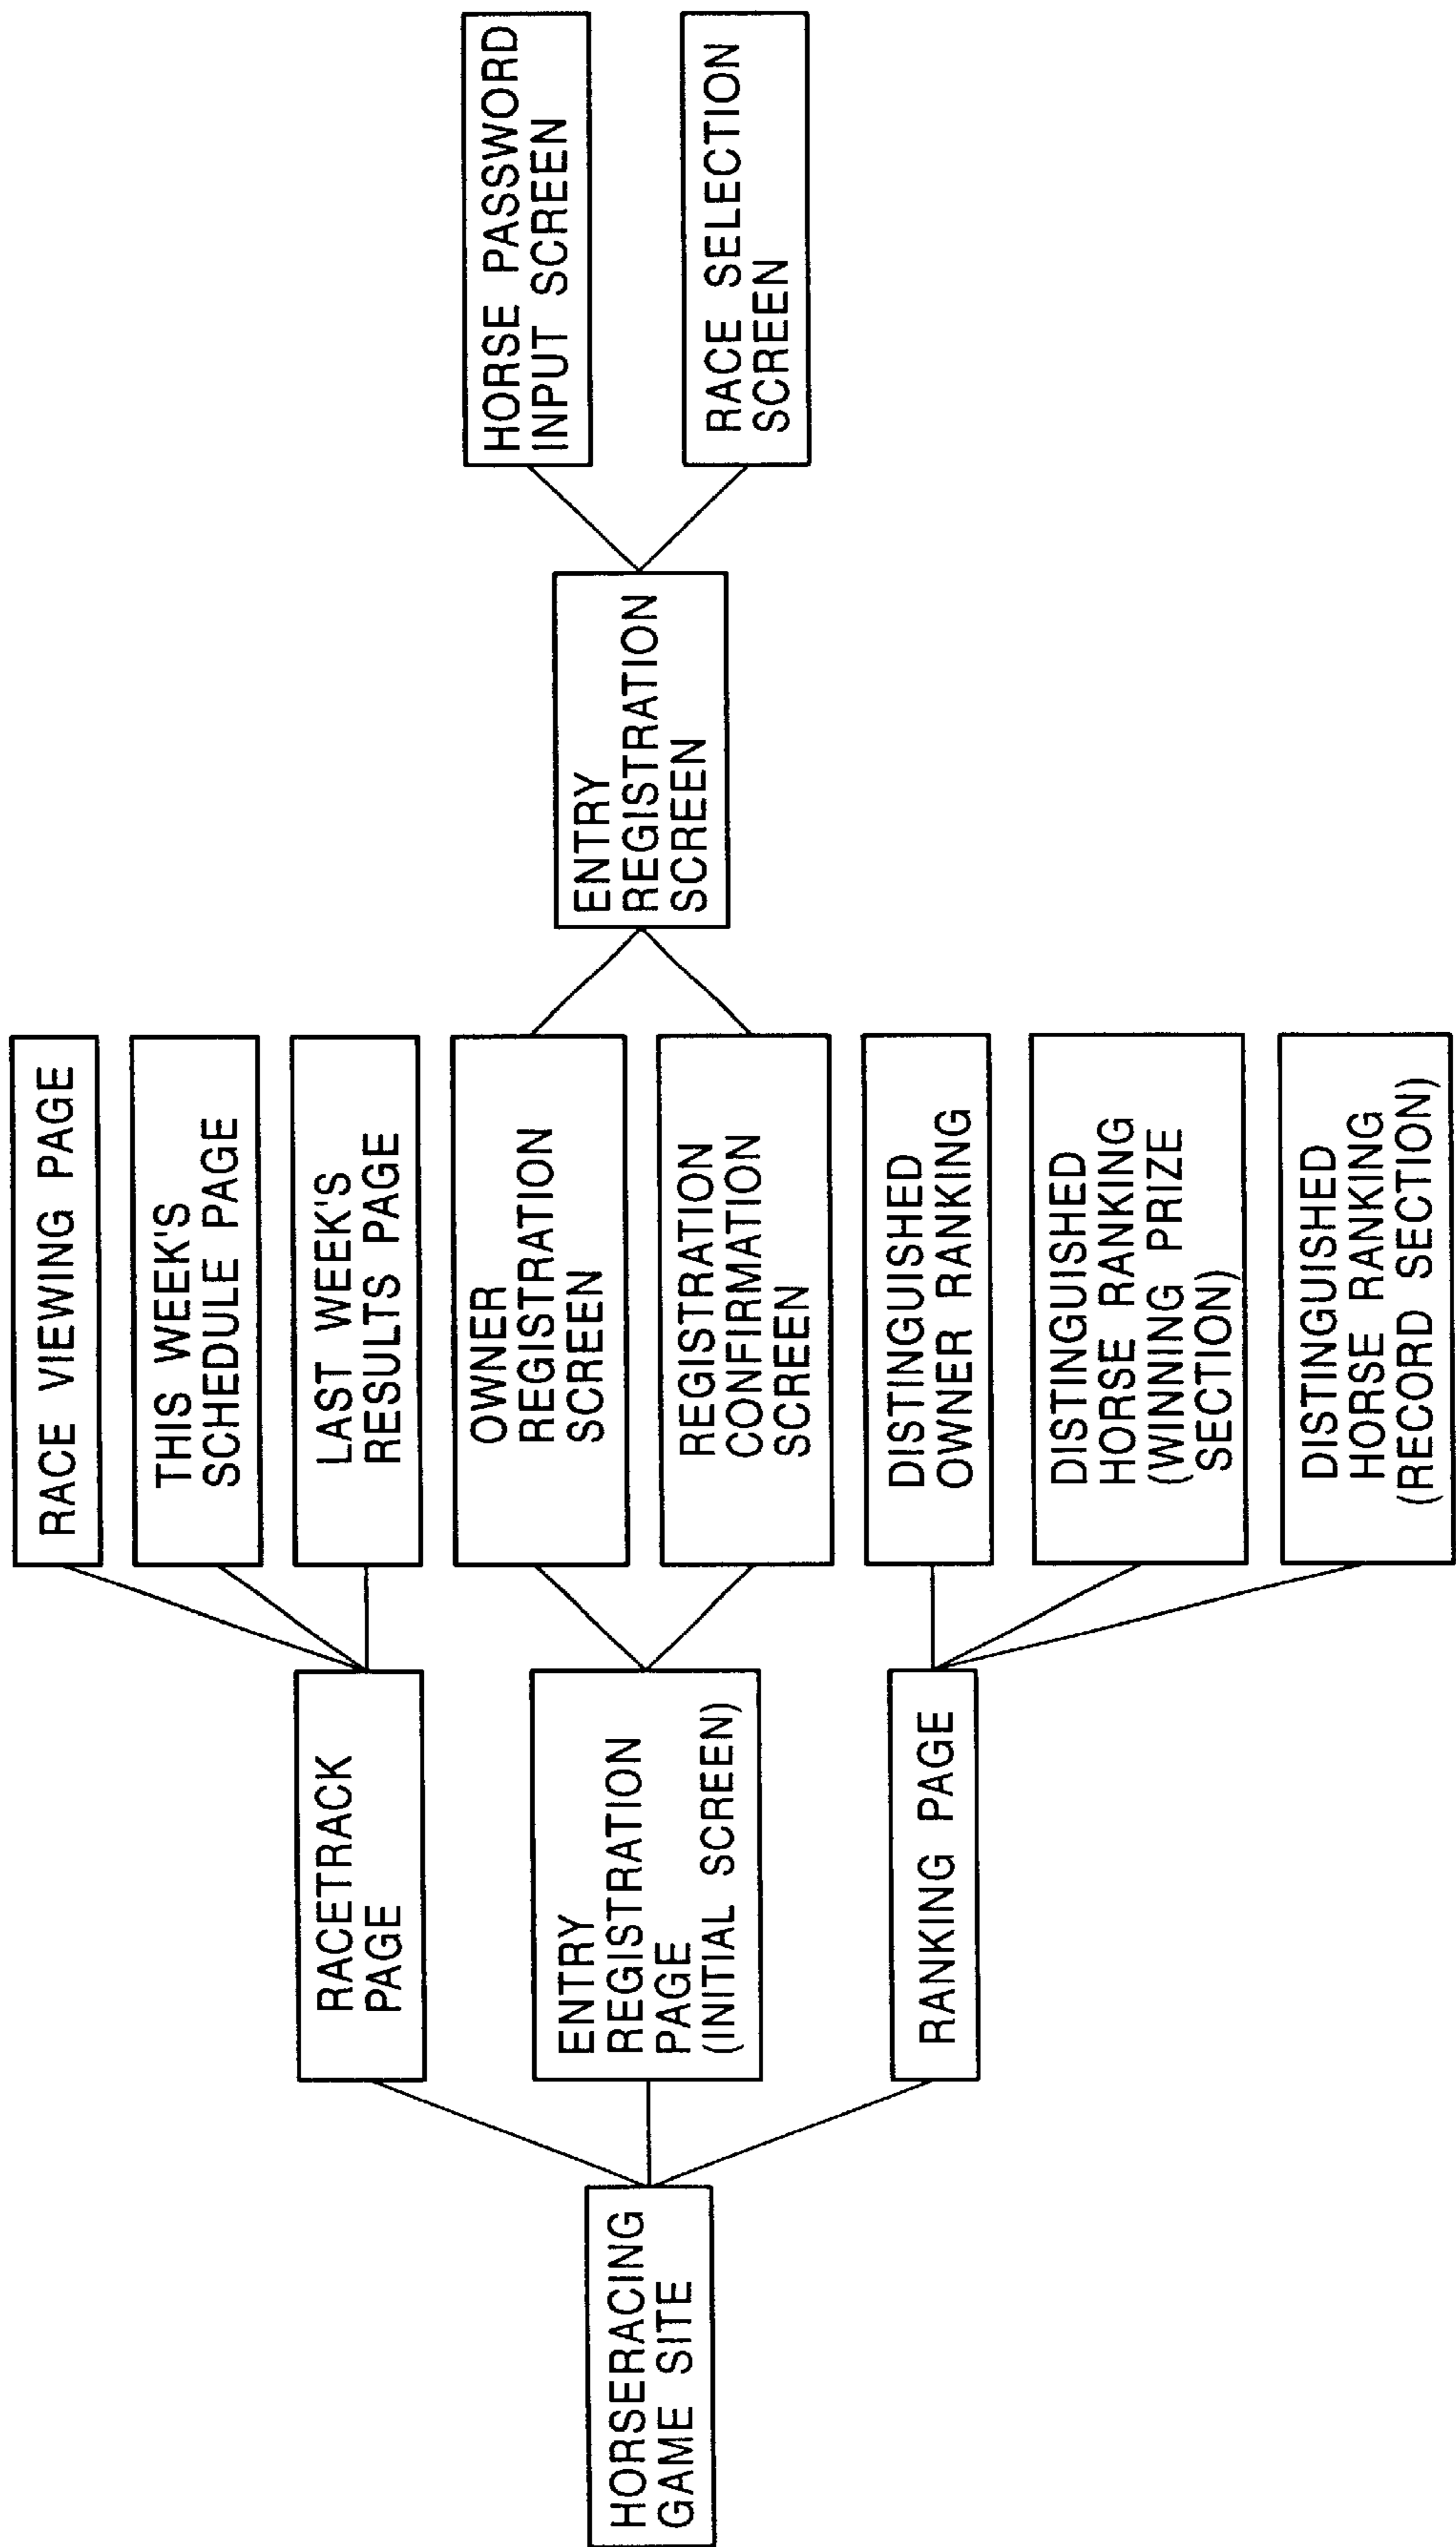 HORSERACING
GAME SITE
RACETRACK
PAGE
ENTRY
REGISTRATION
PAGE
(INITIAL SCREEN)
RANKING PAGE
RACE VIEWING PAGE
THIS WEEK'S
SCHEDULE PAGE
LAST WEEK'S
RESULTS PAGE
OWNER
REGISTRATION
SCREEN
REGISTRATION
CONFIRMATION
SCREEN
DISTINGUISHED
OWNER RANKING
DISTINGUISHED
HORSE RANKING
(WINNING PRIZE
SECTION)
DISTINGUISHED
HORSE RANKING
(RECORD SECTION)
ENTRY
REGISTRATION
SCREEN
HORSE PASSWORD
INPUT SCREEN
RACE SELECTION
SCREEN